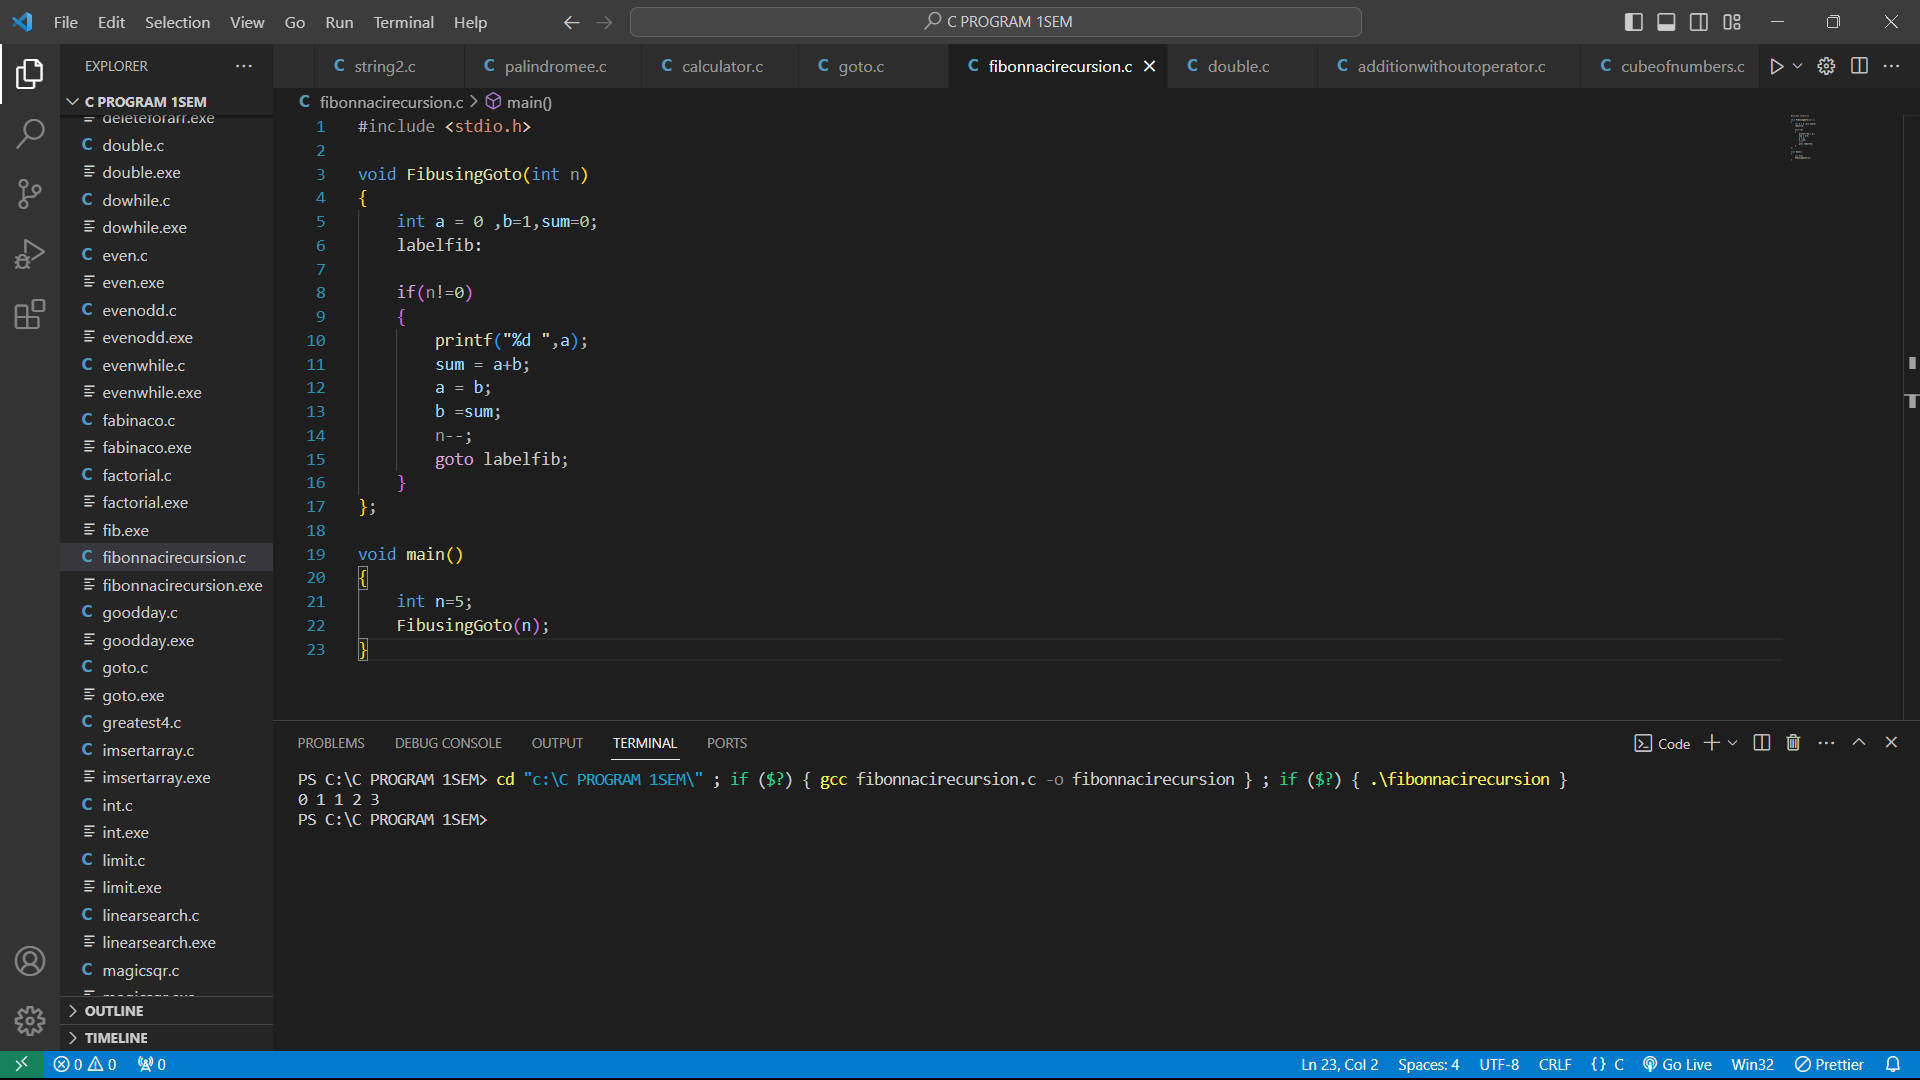 File Edit Selection View Go Run Terminal Help
C PROGRAM 1SEM
EXPLORER
string2.c palindromee.c calculator.c goto.c fibonnacirecursion.c double.c additionwithoutoperator.c cubeofnumbers.c
C PROGRAM 1SEM
deleteforarr.exe
double.c
double.exe
dowhile.c
dowhile.exe
even.c
even.exe
evenodd.c
evenodd.exe
evenwhile.c
evenwhile.exe
fabinaco.c
fabinaco.exe
factorial.c
factorial.exe
fib.exe
fibonnacirecursion.c
fibonnacirecursion.exe
goodday.c
goodday.exe
goto.c
goto.exe
greatest4.c
imsertarray.c
imsertarray.exe
int.c
int.exe
limit.c
limit.exe
linearsearch.c
linearsearch.exe
magicsqr.c
OUTLINE
TIMELINE
C fibonnacirecursion.c > main()
1 #include <stdio.h>
2
3 void FibusingGoto(int n)
4 {
5 int a = 0 ,b=1,sum=0;
6 labelfib:
7
8 if(n!=0)
9 {
10 printf("%d ",a);
11 sum = a+b;
12 a = b;
13 b =sum;
14 n--;
15 goto labelfib;
16 }
17 };
18
19 void main()
20 {
21 int n=5;
22 FibusingGoto(n);
23 }
PROBLEMS DEBUG CONSOLE OUTPUT TERMINAL PORTS
Code
PS C:\C PROGRAM 1SEM> cd "c:\C PROGRAM 1SEM\" ; if ($?) { gcc fibonnacirecursion.c -o fibonnacirecursion } ; if ($?) { .\fibonnacirecursion }
0 1 1 2 3
PS C:\C PROGRAM 1SEM>
0 0 0 Ln 23, Col 2 Spaces: 4 UTF-8 CRLF {} C Go Live Win32 Prettier